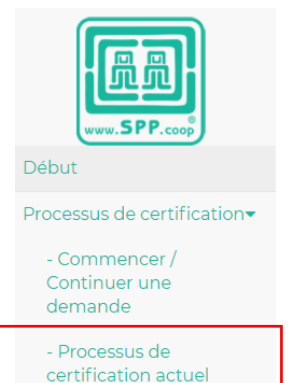 www.SPP.coop®
Début
Processus de certification▾
- Commencer /
Continuer une
demande
- Processus de
certification actuel